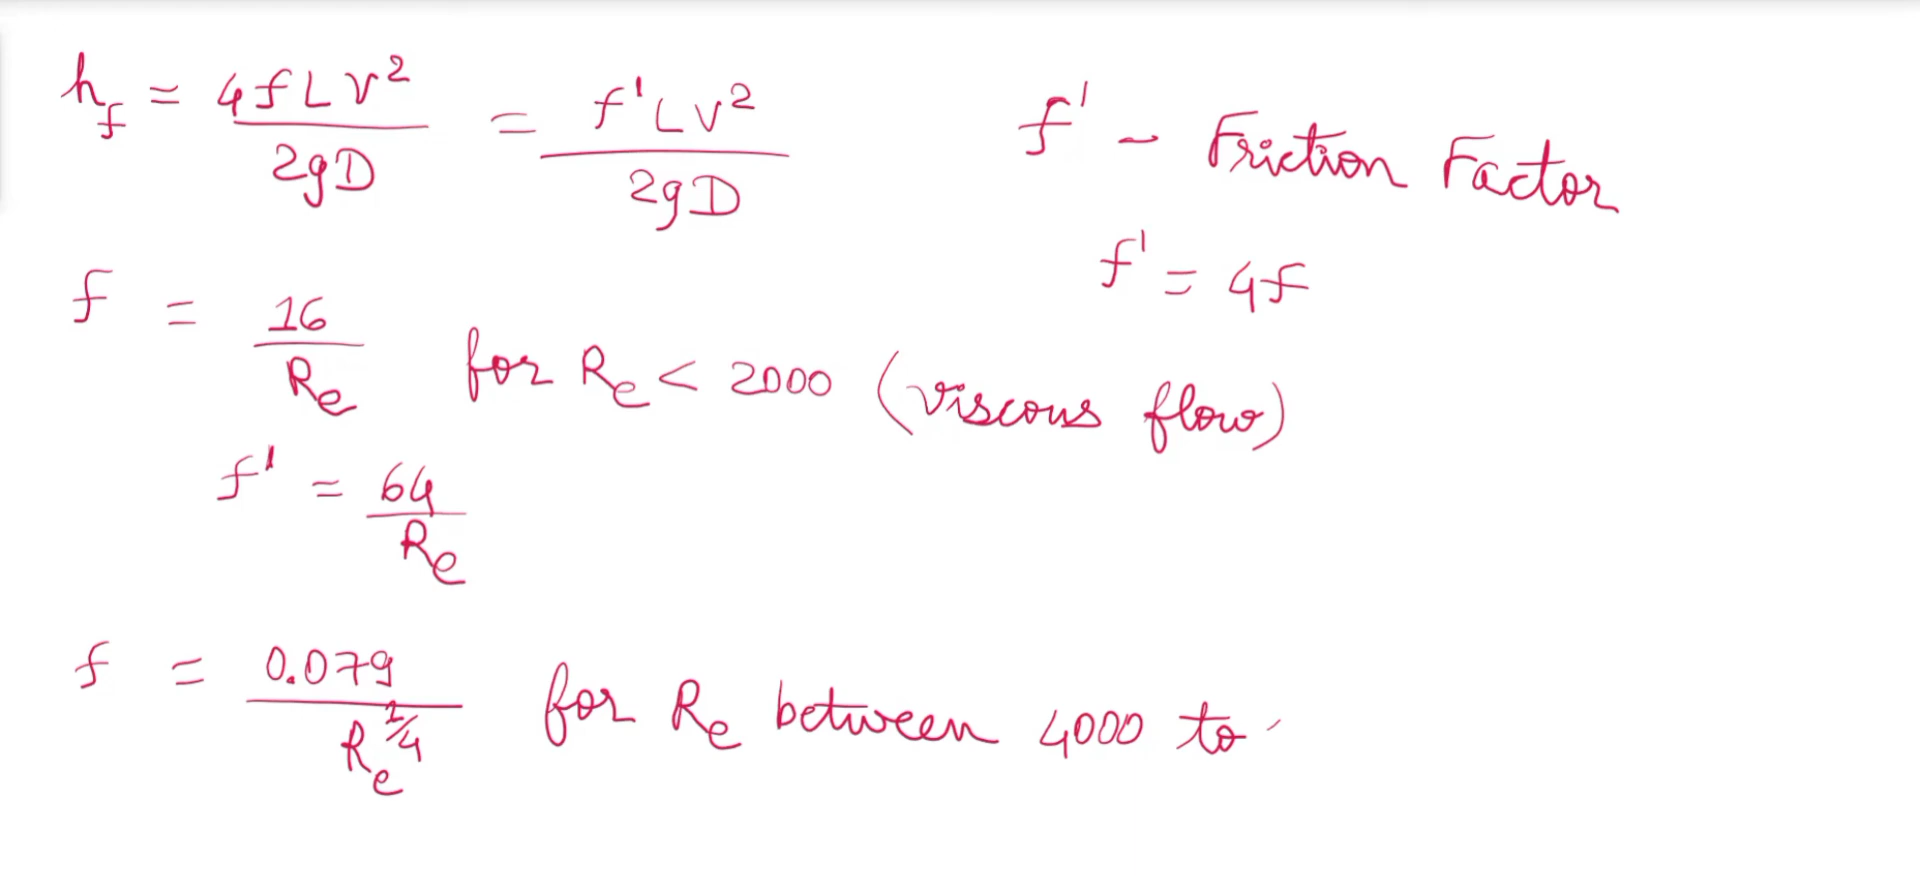 h_f = 4fLV²/2gD = f'LV²/2gD
f' - Friction Factor
f' = 4f
f = 16/Re for Re < 2000 (viscous flow)
f' = 64/Re
f = 0.079/Re^1/4 for Re between 4000 to